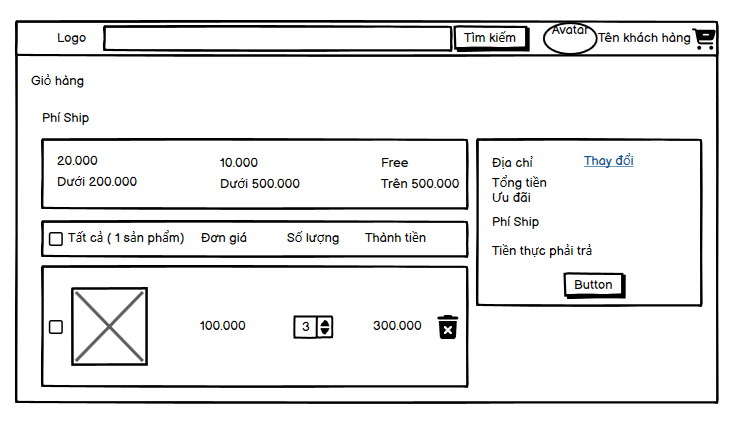 Logo
Tìm kiếm
Avatar
Tên khách hàng
Giỏ hàng
Phí Ship
20.000
10.000
Free
Dưới 200.000
Dưới 500.000
Trên 500.000
Tất cả ( 1 sản phẩm)
Đơn giá
Số lượng
Thành tiền
100.000
3
300.000
Địa chỉ
Thay đổi
Tổng tiền
Ưu đãi
Phí Ship
Tiền thực phải trả
Button